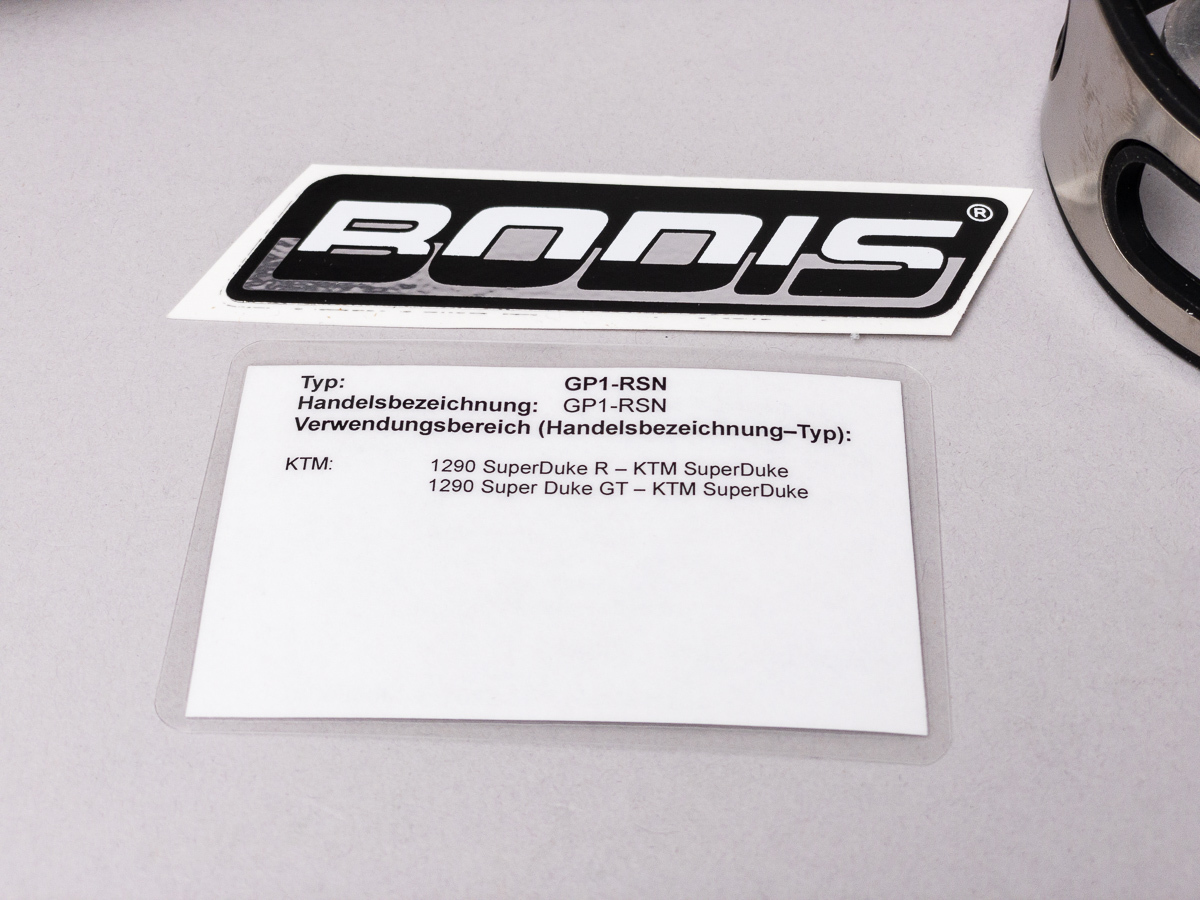 BODIS®
Typ: GP1-RSN
Handelsbezeichnung: GP1-RSN
Verwendungsbereich (Handelsbezeichnung–Typ):
KTM: 1290 SuperDuke R – KTM SuperDuke
1290 Super Duke GT – KTM SuperDuke